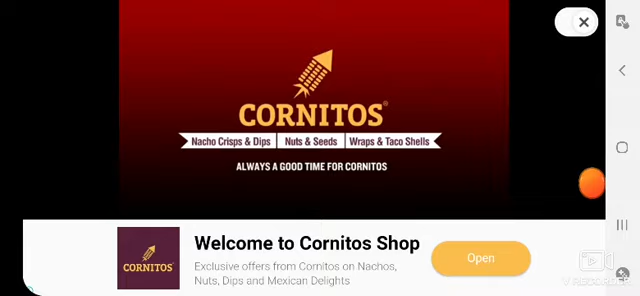 CORNITOS®
Nacho Crisps & Dips
Nuts & Seeds
Wraps & Taco Shells
ALWAYS A GOOD TIME FOR CORNITOS
CORNITOS
Welcome to Cornitos Shop
Exclusive offers from Cornitos on Nachos,
Nuts, Dips and Mexican Delights
Open
V RECORDER